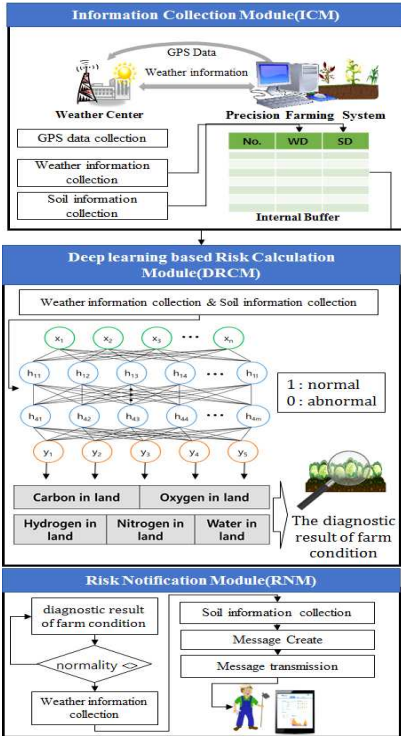 Information Collection Module(ICM)
GPS Data
Weather information
Weather Center
Precision Farming System
GPS data collection
Weather information
collection
Soil information
collection
No. WD SD
Internal Buffer
Deep learning based Risk Calculation
Module(DRCM)
Weather information collection & Soil information collection
x1 x2 x3 ••• xn
h11 h12 h13 h14 ••• h1l
h41 h42 h43 h44 ••• h4m
y1 y2 y3 y4 y5
1 : normal
0 : abnormal
Carbon in land Oxygen in land
Hydrogen in
land
Nitrogen in
land
Water in
land
The diagnostic
result of farm
condition
Risk Notification Module(RNM)
diagnostic result
of farm condition
normality <>
Weather information
collection
Soil information collection
Message Create
Message transmission